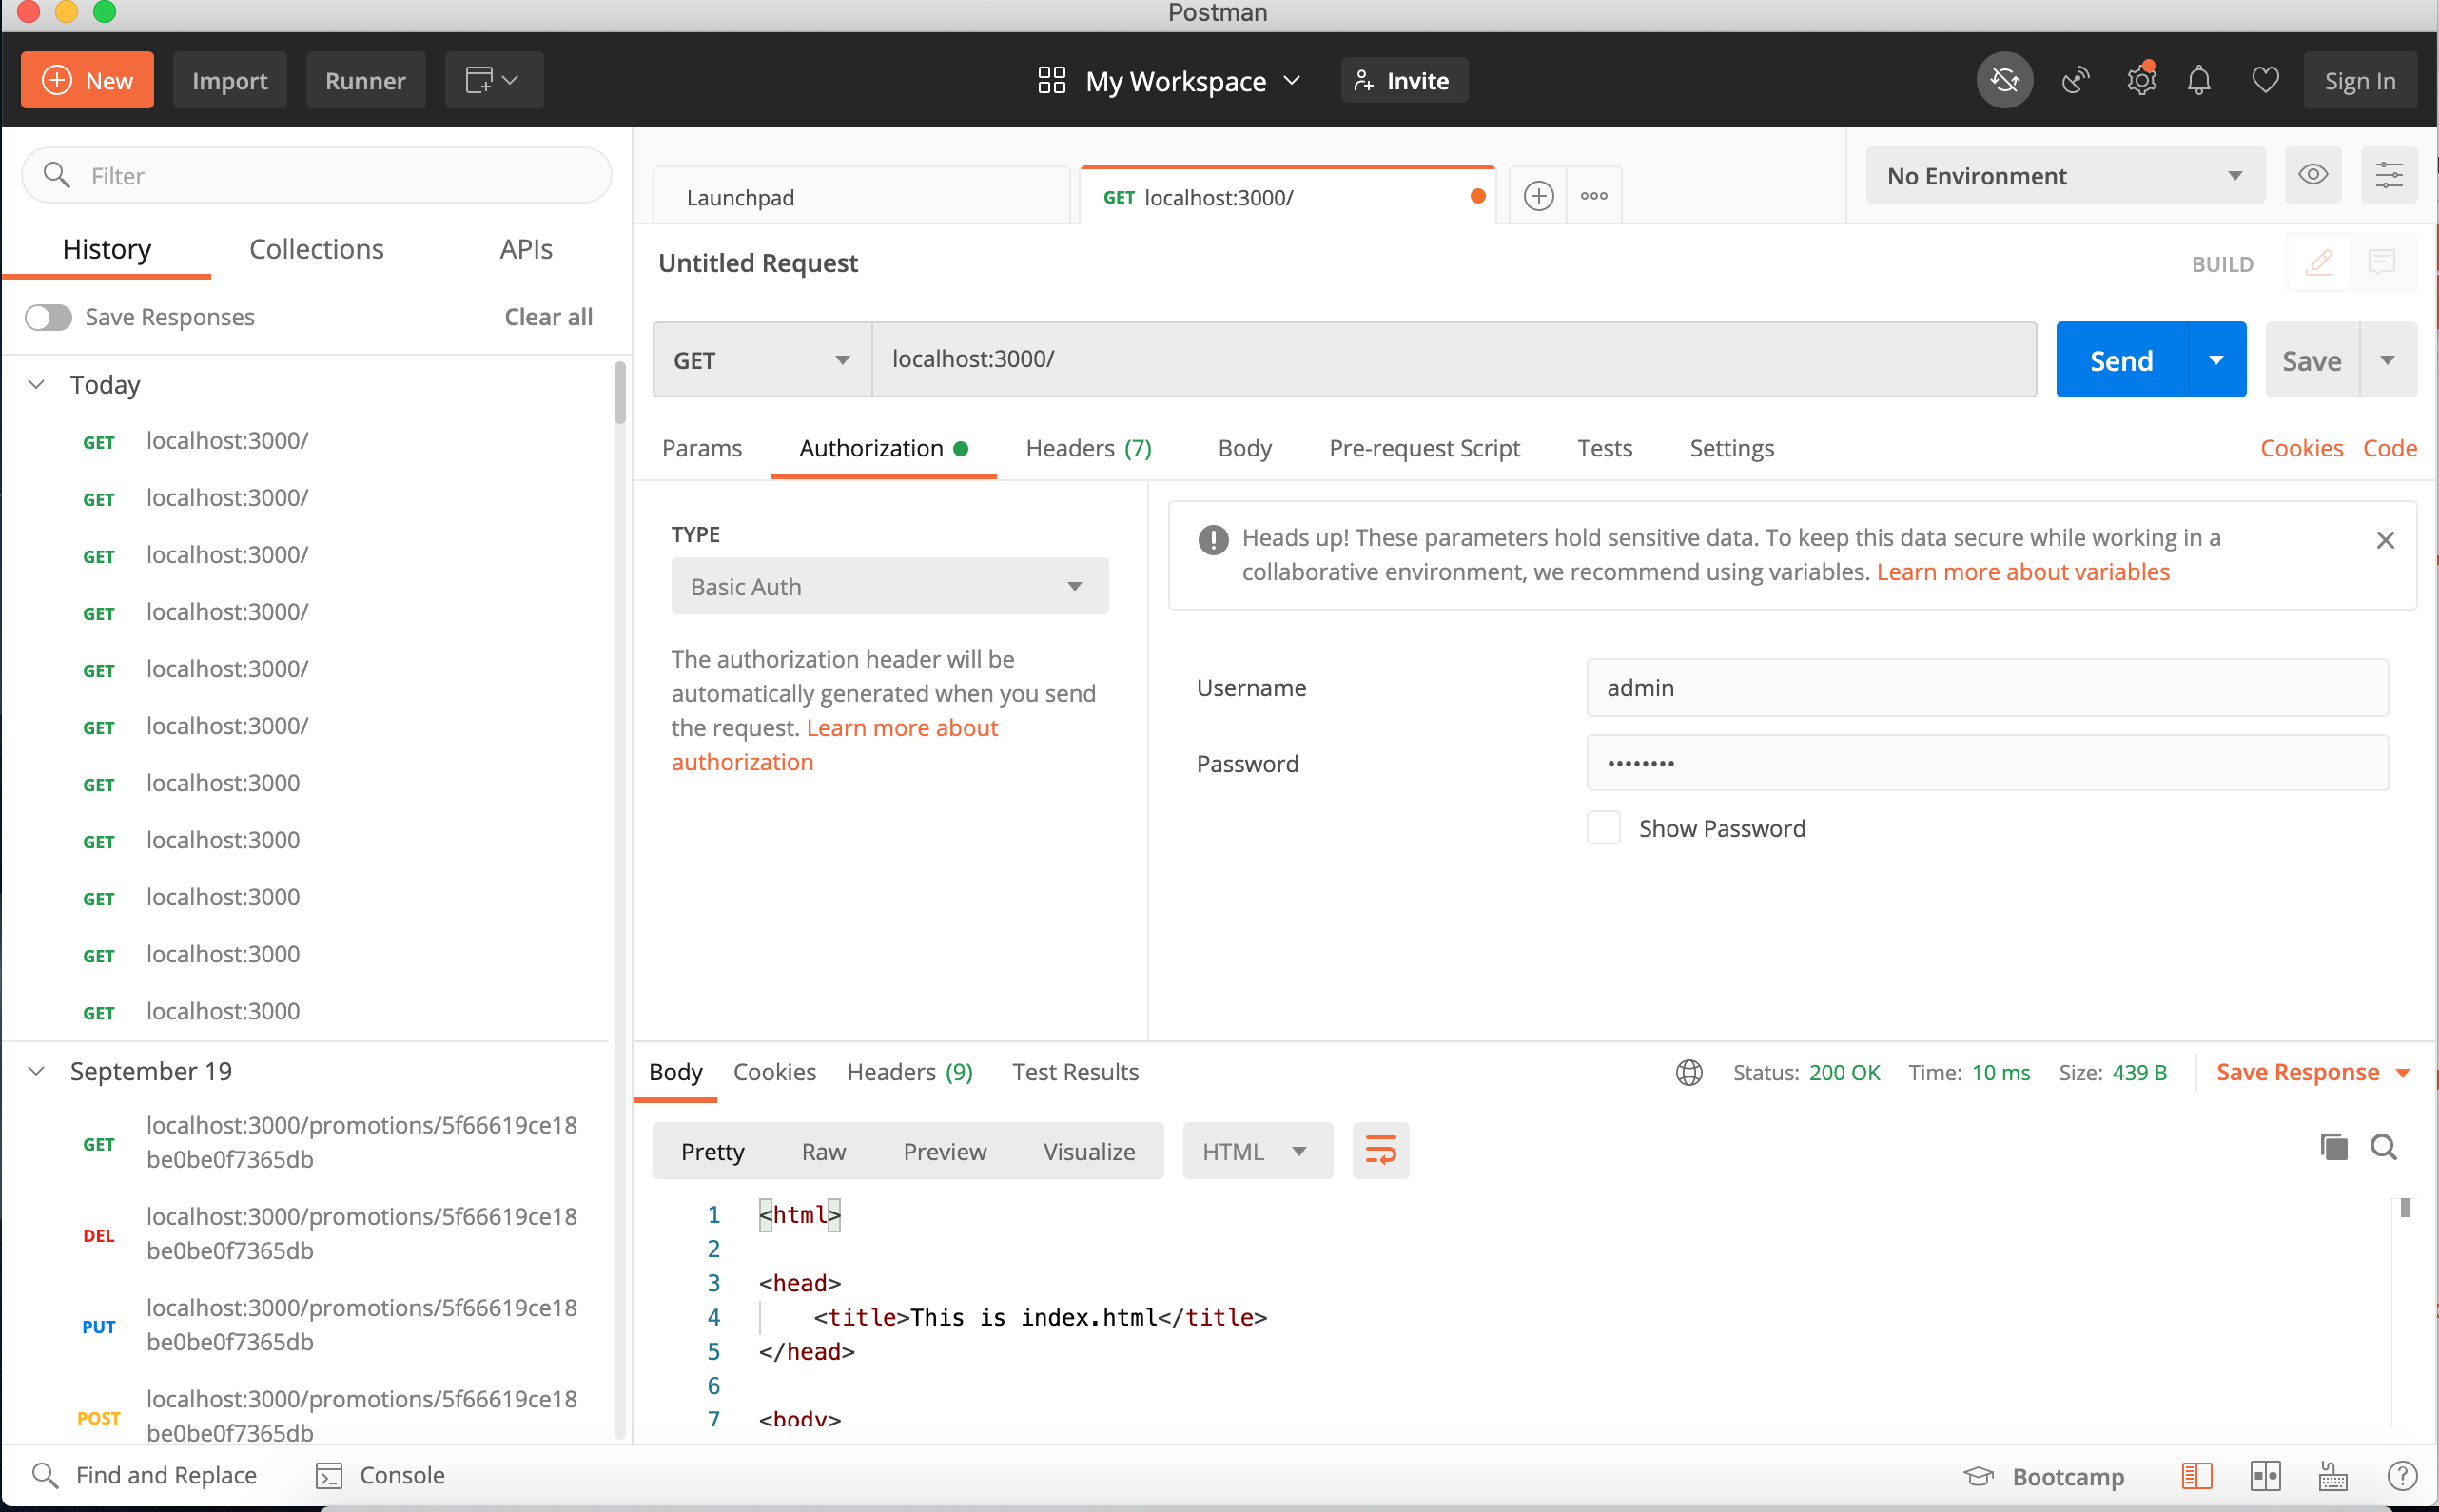 Postman
New
Import
Runner
My Workspace
Invite
Sign In
Filter
History
Collections
APIs
Save Responses
Clear all
Today
GET localhost:3000/
GET localhost:3000/
GET localhost:3000/
GET localhost:3000/
GET localhost:3000/
GET localhost:3000/
GET localhost:3000
GET localhost:3000
GET localhost:3000
GET localhost:3000
GET localhost:3000
September 19
GET localhost:3000/promotions/5f66619ce18
be0be0f7365db
DEL localhost:3000/promotions/5f66619ce18
be0be0f7365db
PUT localhost:3000/promotions/5f66619ce18
be0be0f7365db
POST localhost:3000/promotions/5f66619ce18
be0be0f7365db
Launchpad
GET localhost:3000/
No Environment
Untitled Request
BUILD
GET
localhost:3000/
Send
Save
Params
Authorization
Headers (7)
Body
Pre-request Script
Tests
Settings
Cookies
Code
TYPE
Basic Auth
The authorization header will be
automatically generated when you send
the request. Learn more about
authorization
Heads up! These parameters hold sensitive data. To keep this data secure while working in a
collaborative environment, we recommend using variables. Learn more about variables
Username
admin
Password
••••••••
Show Password
Body
Cookies
Headers (9)
Test Results
Status: 200 OK
Time: 10 ms
Size: 439 B
Save Response
Pretty
Raw
Preview
Visualize
HTML
1 <html>
2
3 <head>
4 <title>This is index.html</title>
5 </head>
6
7 <body>
Find and Replace
Console
Bootcamp